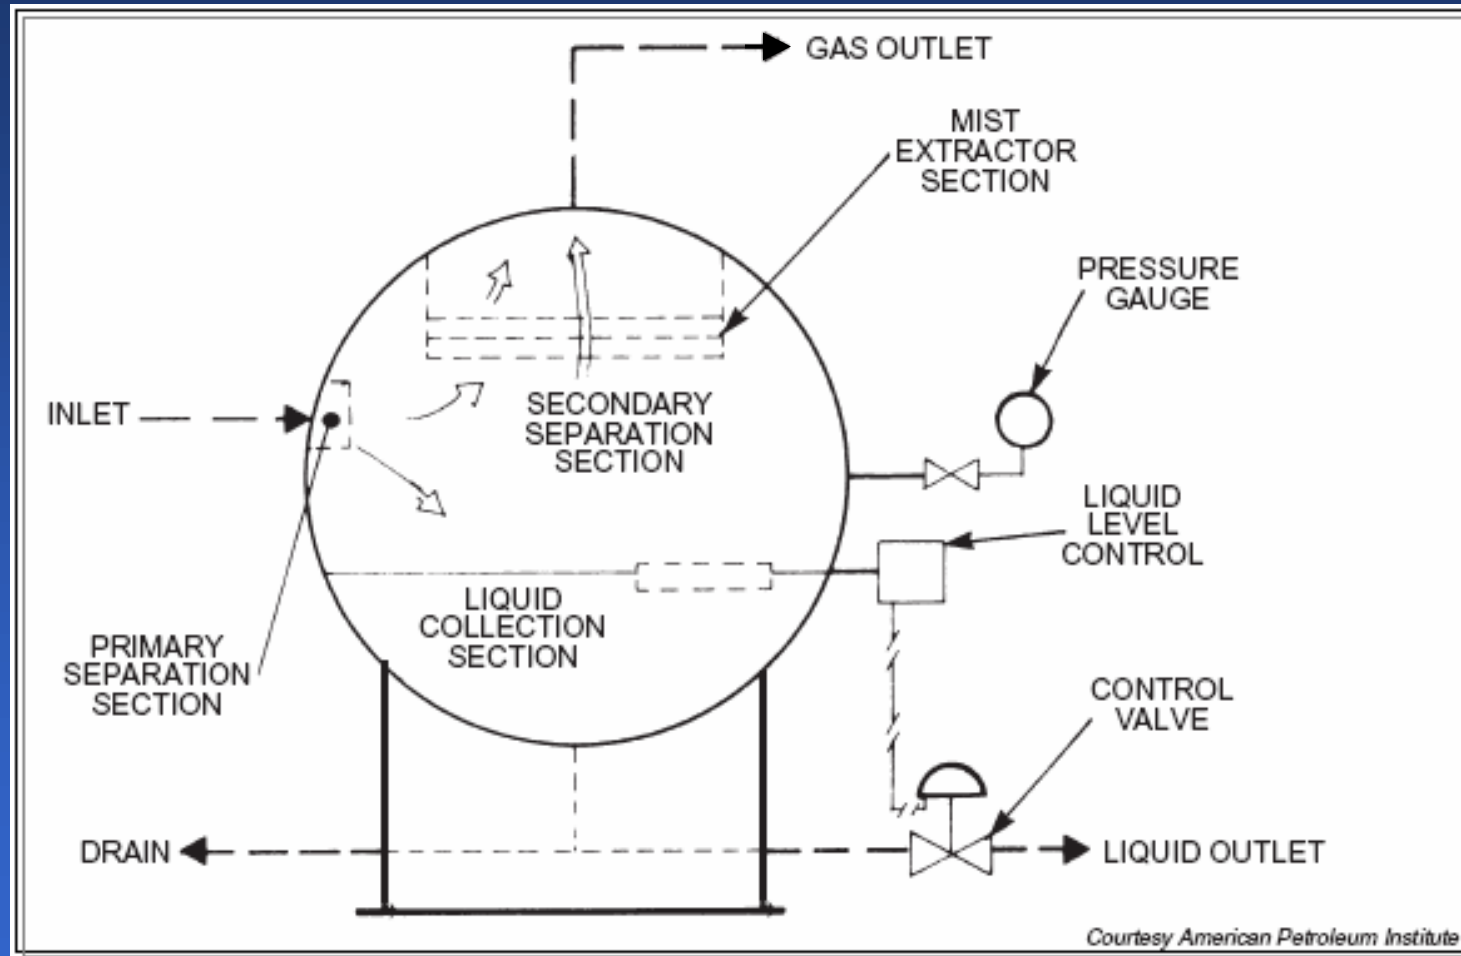 GAS OUTLET
MIST
EXTRACTOR
SECTION
PRESSURE
GAUGE
INLET
SECONDARY
SEPARATION
SECTION
LIQUID
LEVEL
CONTROL
LIQUID
COLLECTION
SECTION
PRIMARY
SEPARATION
SECTION
CONTROL
VALVE
DRAIN
LIQUID OUTLET
Courtesy American Petroleum Institute